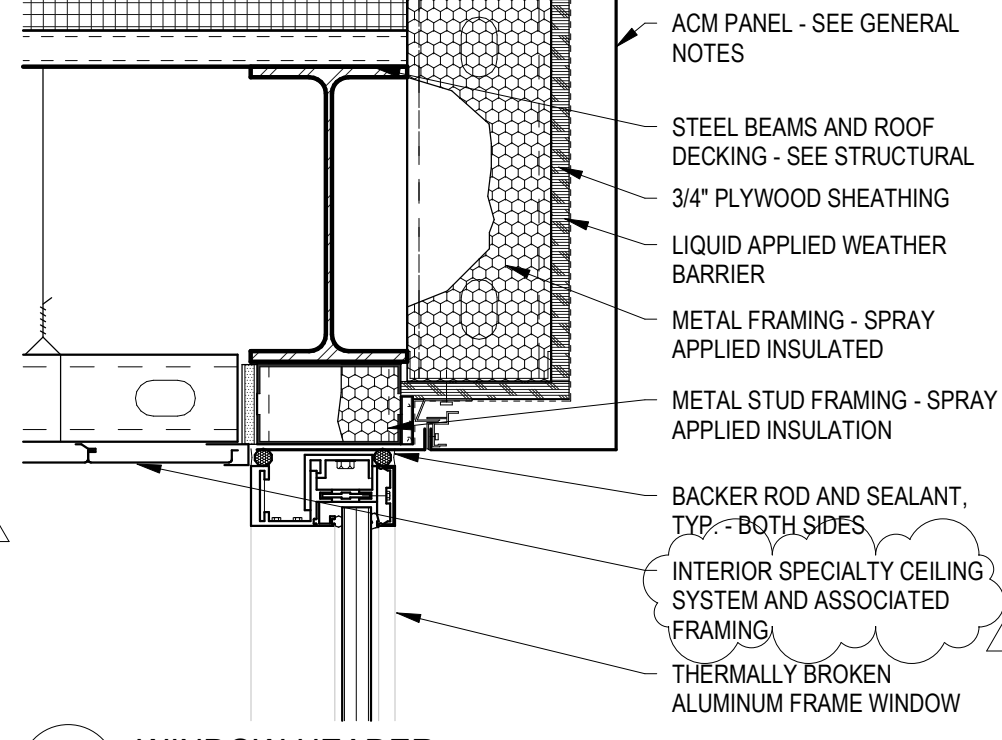 ACM PANEL - SEE GENERAL
NOTES
STEEL BEAMS AND ROOF
DECKING - SEE STRUCTURAL
3/4" PLYWOOD SHEATHING
LIQUID APPLIED WEATHER
BARRIER
METAL FRAMING - SPRAY
APPLIED INSULATED
METAL STUD FRAMING - SPRAY
APPLIED INSULATION
BACKER ROD AND SEALANT,
TYP. - BOTH SIDES
INTERIOR SPECIALTY CEILING
SYSTEM AND ASSOCIATED
FRAMING
THERMALLY BROKEN
ALUMINUM FRAME WINDOW
WINDOW HEADER